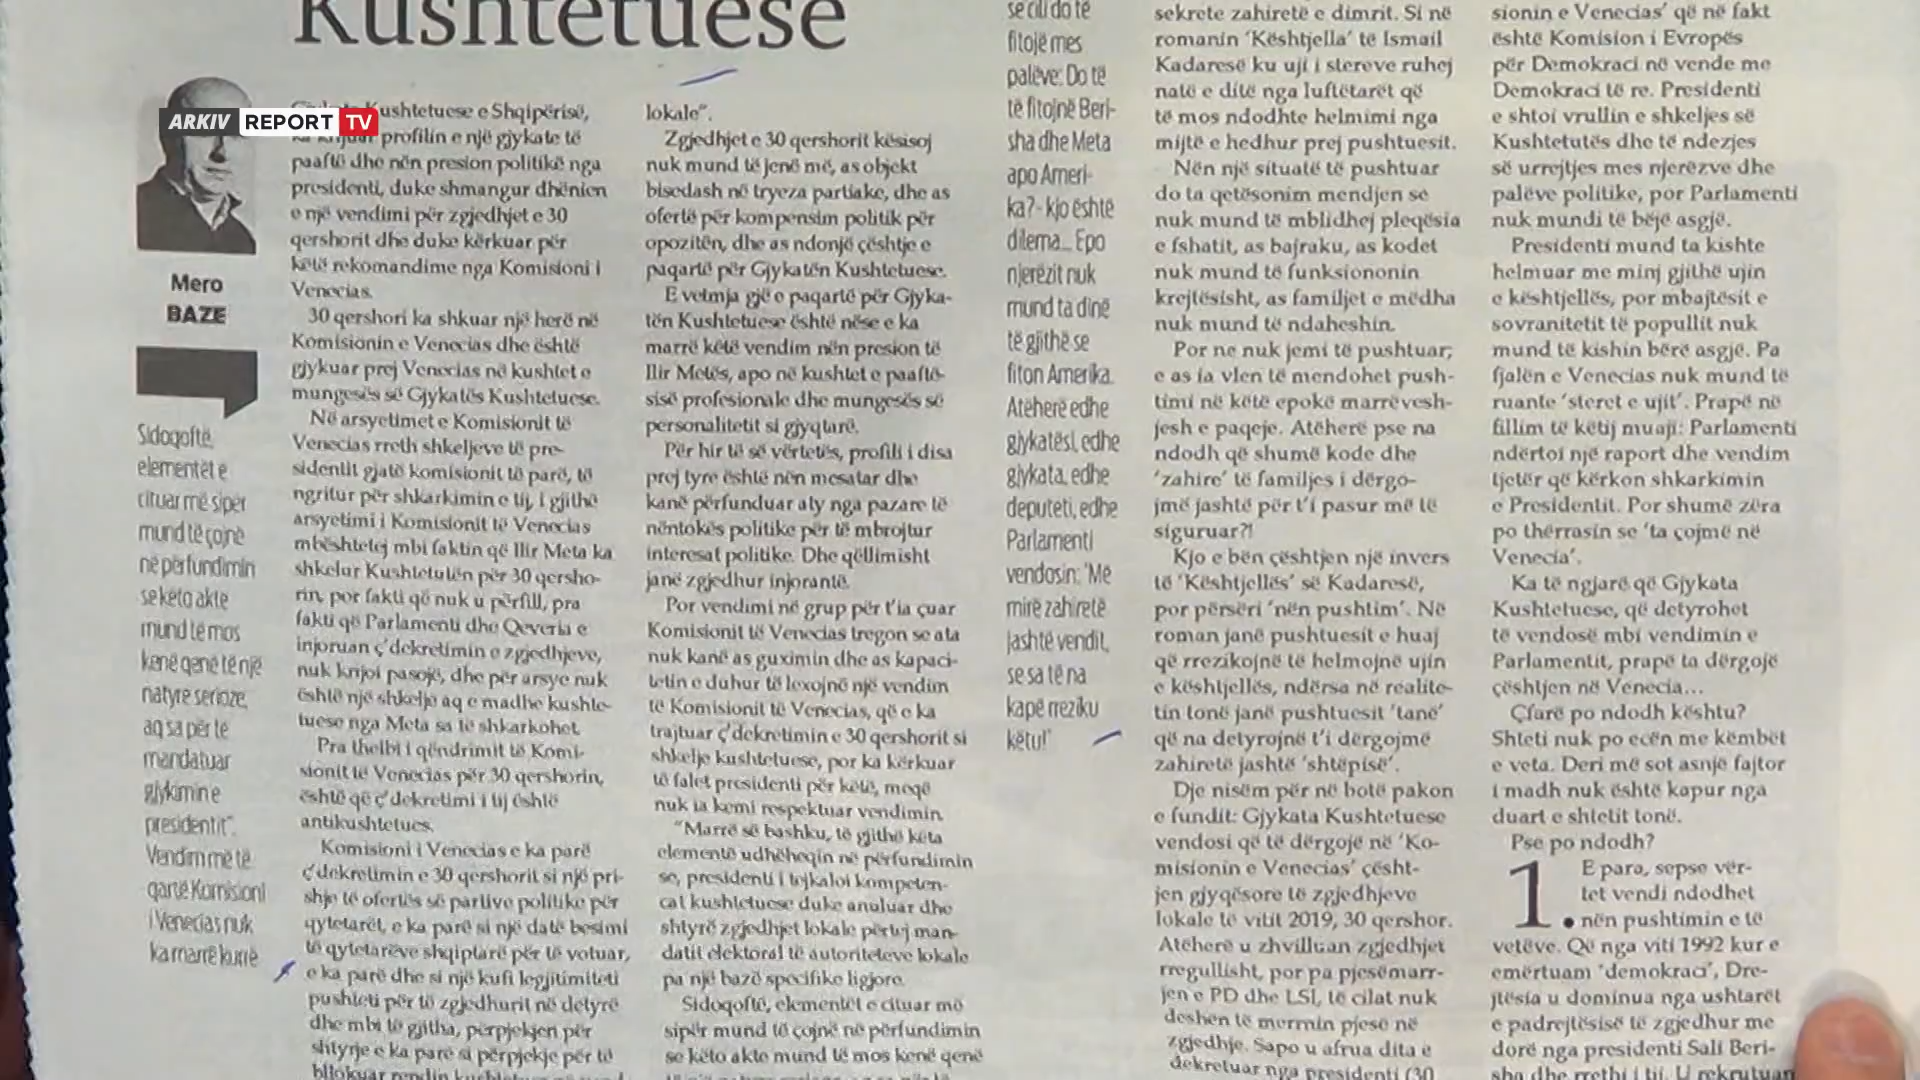 Kushtetuese
ARKIV REPORT TV
Mero
BAZE
Sidoqoftë,
elementët e
cituar më sipër
mund të çojnë
në përfundimin
se këto akte
mund të mos
kenë qenë të një
natyre serioze,
aq sa për të
mandatuar
gjykimin e
presidentit".
Vendim më të
qartë Komisioni
i Venecias nuk
ka marrë kurrë
Kushtetuese e Shqipërisë,
profilin e një gjykate të
paaftë dhe nën presion politikë nga
presidenti, duke shmangur dhënien
e një vendimi për zgjedhjet e 30
qershorit dhe duke kërkuar për
këtë rekomandime nga Komisioni i
Venecias.
30 qershori ka shkuar një herë në
Komisionin e Venecias dhe është
gjykuar prej Venecias në kushtet e
mungesës së Gjykatës Kushtetuese.
Në arsyetimet e Komisionit të
Venecias rreth shkeljeve të pre-
sidentit gjatë komisionit të parë, të
ngritur për shkarkimin e tij, i gjithë
arsyetimi i Komisionit të Venecias
mbështetej mbi faktin që Ilir Meta ka
shkelur Kushtetutën për 30 qersho-
rin, por fakti që nuk u përfill, pra
fakti që Parlamenti dhe Qeveria e
injoruan ç'dekretimin e zgjedhjeve,
nuk krijoi pasojë, dhe për arsye nuk
është një shkelje aq e madhe kushte-
tuese nga Meta sa të shkarkohet.
Pra thelbi i qëndrimit të Komi-
sionit të Venecias për 30 qershorin,
është që ç'dekretimi i tij është
antikushtetues.
Komisioni i Venecias e ka parë
ç'dekretimin e 30 qershorit si një pri-
shje të ofertës së partive politike për
qytetarët, e ka parë si një datë besimi
të qytetarëve shqiptarë për të votuar,
e ka parë dhe si një kufi legjitimiteti
pushteti për të zgjedhurit në detyrë
dhe mbi të gjitha, përpjekjen për
shtyrje e ka parë si përpjekje për të
bllokuar rendin
lokale".
Zgjedhjet e 30 qershorit kësisoj
nuk mund të jenë më, as objekt
bisedash në tryeza partiake, dhe as
ofertë për kompensim politik për
opozitën, dhe as ndonjë çështje e
paqartë për Gjykatën Kushtetuese.
E vetmja gjë e paqartë për Gjyka-
tën Kushtetuese është nëse e ka
marrë këtë vendim nën presion të
Ilir Metës, apo në kushtet e paaftë-
sisë profesionale dhe mungesës së
personalitetit si gjyqtarë.
Për hir të së vërtetës, profili i disa
prej tyre është nën mesatar dhe
kanë përfunduar aty nga pazare të
nëntokës politike për të mbrojtur
interesat politike. Dhe qëllimisht
janë zgjedhur injorantë.
Por vendimi në grup për t'ia çuar
Komisionit të Venecias tregon se ata
nuk kanë as guximin dhe as kapaci-
tetin e duhur të lexojnë një vendim
të Komisionit të Venecias, që e ka
trajtuar ç'dekretimin e 30 qershorit si
shkelje kushtetuese, por ka kërkuar
të falet presidenti për këtë, meqë
nuk ia kemi respektuar vendimin.
"Marrë së bashku, të gjithë këta
elementë udhëheqin në përfundimin
se, presidenti i tejkaloi kompeten-
cat kushtetuese duke anuluar dhe
shtyrë zgjedhjet lokale përtej man-
datit elektoral të autoriteteve lokale
pa një bazë specifike ligjore.
Sidoqoftë, elementët e cituar më
sipër mund të çojnë në përfundimin
se këto akte mund të mos kenë qenë
se cili do të
fitojë mes
palëve: Do të
të fitojnë Beri-
sha dhe Meta
apo Ameri-
ka?- kjo është
dilema... Epo
njerëzit nuk
mund ta dinë
të gjithë se
fiton Amerika.
Atëherë edhe
gjykatësi, edhe
gjykata, edhe
deputeti, edhe
Parlamenti
vendosin: 'Më
mirë zahiretë
jashtë vendit,
se sa të na
kapë rreziku
këtu!'
sekrete zahiretë e dimrit. Si në
romanin 'Kështjella' të Ismail
Kadaresë ku uji i stereve ruhej
natë e ditë nga luftëtarët që
të mos ndodhte helmimi nga
mijtë e hedhur prej pushtuesit.
Nën një situatë të pushtuar
do ta qetësonim mendjen se
nuk mund të mblidhej pleqësia
e fshatit, as bajraku, as kodet
nuk mund të funksiononin
krejtësisht, as familjet e mëdha
nuk mund të ndaheshin.
Por ne nuk jemi të pushtuar;
e as ia vlen të mendohet push-
timi në këtë epokë marrëvesh-
jesh e paqeje. Atëherë pse na
ndodh që shumë kode dhe
'zahire' të familjes i dërgo-
jmë jashtë për t'i pasur më të
siguruar?!
Kjo e bën çështjen një invers
të 'Kështjellës' së Kadaresë,
por përsëri 'nën pushtim'. Në
roman janë pushtuesit e huaj
që rrezikojnë të helmojnë ujin
e kështjellës, ndërsa në realite-
tin tonë janë pushtuesit 'tanë'
që na detyrojnë t'i dërgojmë
zahiretë jashtë 'shtëpisë'.
Dje nisëm për në botë pakon
e fundit: Gjykata Kushtetuese
vendosi që të dërgojë në 'Ko-
misionin e Venecias' çësht-
jen gjyqësore të zgjedhjeve
lokale të vitit 2019, 30 qershor.
Atëherë u zhvilluan zgjedhjet
rregullisht, por pa pjesëmarr-
jen e PD dhe LSI, të cilat nuk
deshën të merrnin pjesë në
zgjedhje. Sapo u afrua dita e
dekretuar nga presidenti (30
sionin e Venecias' që në fakt
është Komision i Evropës
për Demokraci në vende me
Demokraci të re. Presidenti
e shtoi vrullin e shkeljes së
Kushtetutës dhe të ndezjes
së urrejtjes mes njerëzve dhe
palëve politike, por Parlamenti
nuk mundi të bëjë asgjë.
Presidenti mund ta kishte
helmuar me minj gjithë ujin
e kështjellës, por mbajtësit e
sovranitetit të popullit nuk
mund të kishin bërë asgjë. Pa
fjalën e Venecias nuk mund të
ruante 'steret e ujit'. Prapë në
fillim të këtij muaji: Parlamenti
ndërtoi një raport dhe vendim
tjetër që kërkon shkarkimin
e Presidentit. Por shumë zëra
po thërrasin se 'ta çojmë në
Venecia'.
Ka të ngjarë që Gjykata
Kushtetuese, që detyrohet
të vendosë mbi vendimin e
Parlamentit, prapë ta dërgojë
çështjen në Venecia...
Çfarë po ndodh kështu?
Shteti nuk po ecën me këmbët
e veta. Deri më sot asnjë fajtor
i madh nuk është kapur nga
duart e shtetit tonë.
Pse po ndodh?
1. E para, sepse vër-
tet vendi ndodhet
nën pushtimin e të
vetëve. Që nga viti 1992 kur e
emërtuam 'demokraci', Dre-
jtësia u dominua nga ushtarët
e padrejtësisë të zgjedhur me
dorë nga presidenti Sali Beri-
sha dhe rrethi i tij. U rekrutuan